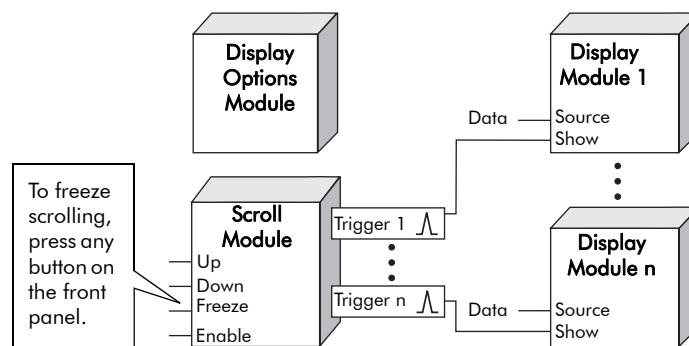 Display
Options
Module
Display
Module 1
Data
Source
Show
To freeze
scrolling,
press any
button on
the front
panel.
Scroll
Module
Up
Down
Freeze
Enable
Trigger 1
Trigger n
Display
Module n
Data
Source
Show